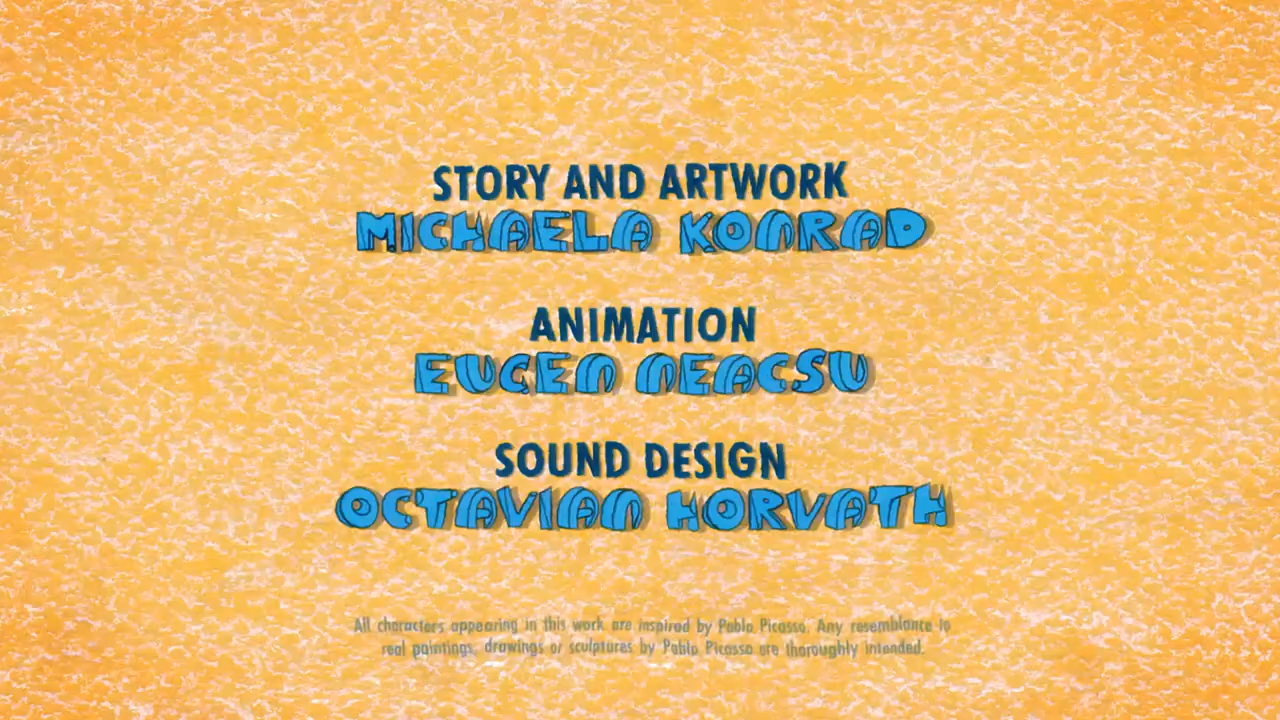 STORY AND ARTWORK
MICHAELA KONRAD
ANIMATION
EUGEN NEACSU
SOUND DESIGN
OCTAVIAN HORVATH
All characters appearing in this work are inspired by Pablo Picasso. Any resemblance to
real paintings, drawings or sculptures by Pablo Picasso are thoroughly intended.